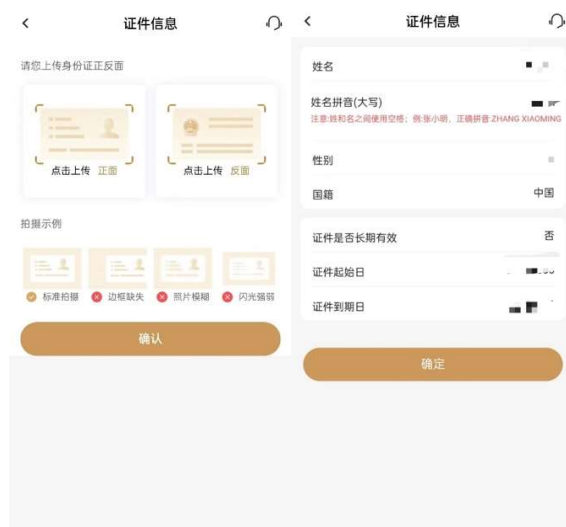 证件信息
请您上传身份证正反面
点击上传 正面
点击上传 反面
拍摄示例
标准拍摄
边框缺失
照片模糊
闪光强弱
确认
证件信息
姓名
姓名拼音(大写)
注意:姓和名之间使用空格；例:张小明，正确拼音:ZHANG XIAOMING
性别
国籍 中国
证件是否长期有效 否
证件起始日
证件到期日
确定